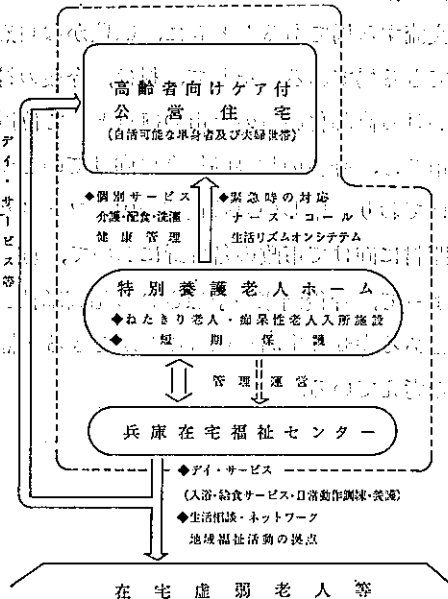 高齢者向けケア付
公営住宅
(自活可能な単身者及び夫婦世帯)
デイ・サービス等
◆個別サービス
介護・配食・洗濯
健康管理
◆緊急時の対応
ナース・コール
生活リズムオンシテテム
特別養護老人ホーム
◆ねたきり老人・痴呆性老人入所施設
◆短期保護
管理運営
兵庫在宅福祉センター
◆デイ・サービス
(入浴・給食サービス・日常動作訓練・養護)
◆生活相談・ネットワーク
地域福祉活動の拠点
在宅虚弱老人等